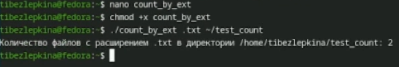 tibezlepkina@fedora:~$ nano count_by_ext
tibezlepkina@fedora:~$ chmod +x count_by_ext
tibezlepkina@fedora:~$ ./count_by_ext .txt ~/test_count
Количество файлов с расширением .txt в директории /home/tibezlepkina/test_count: 2
tibezlepkina@fedora:~$